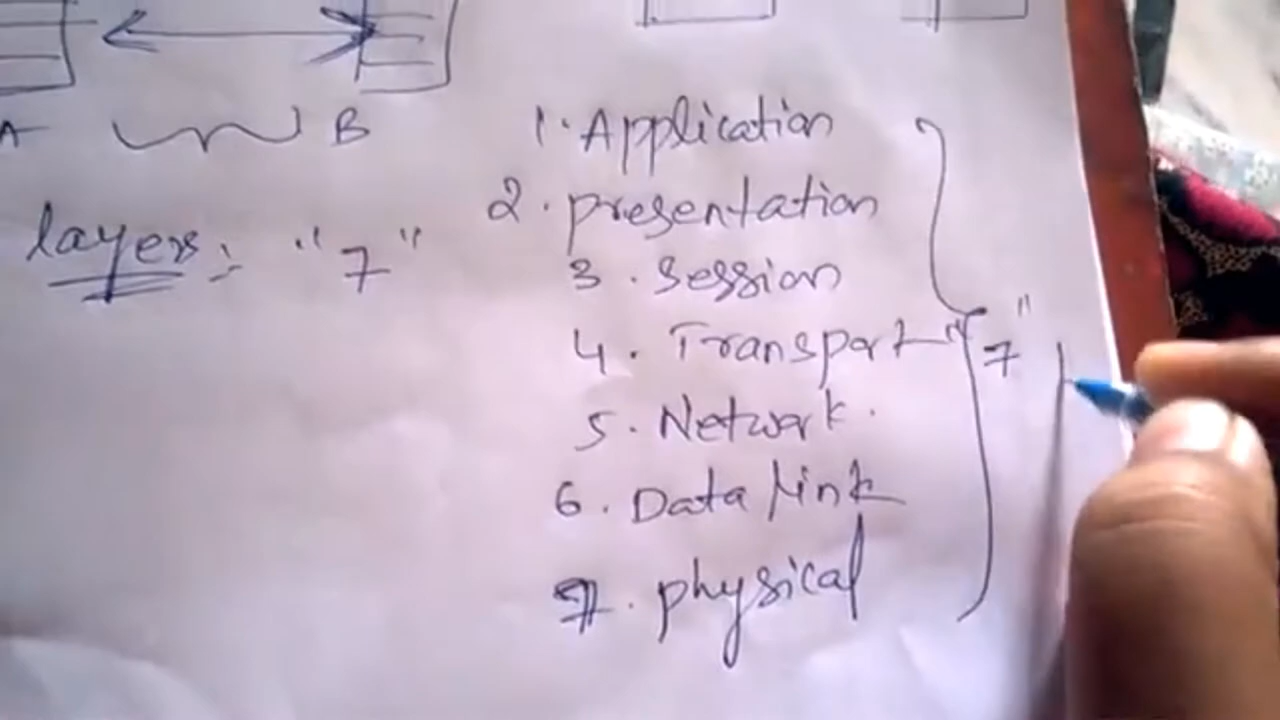 A B
layers: "7"
1. Application
2. presentation
3. Session
4. Transport
5. Network.
6. Data link
7. physical
"7"